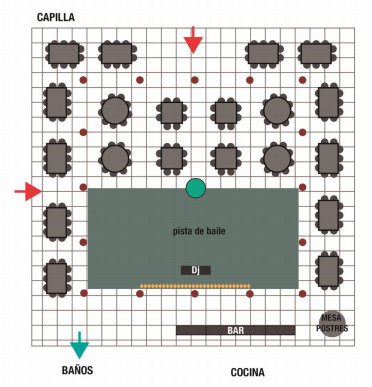 CAPILLA
pista de baile
Dj
MESA
POSTRES
BAR
BAÑOS
COCINA